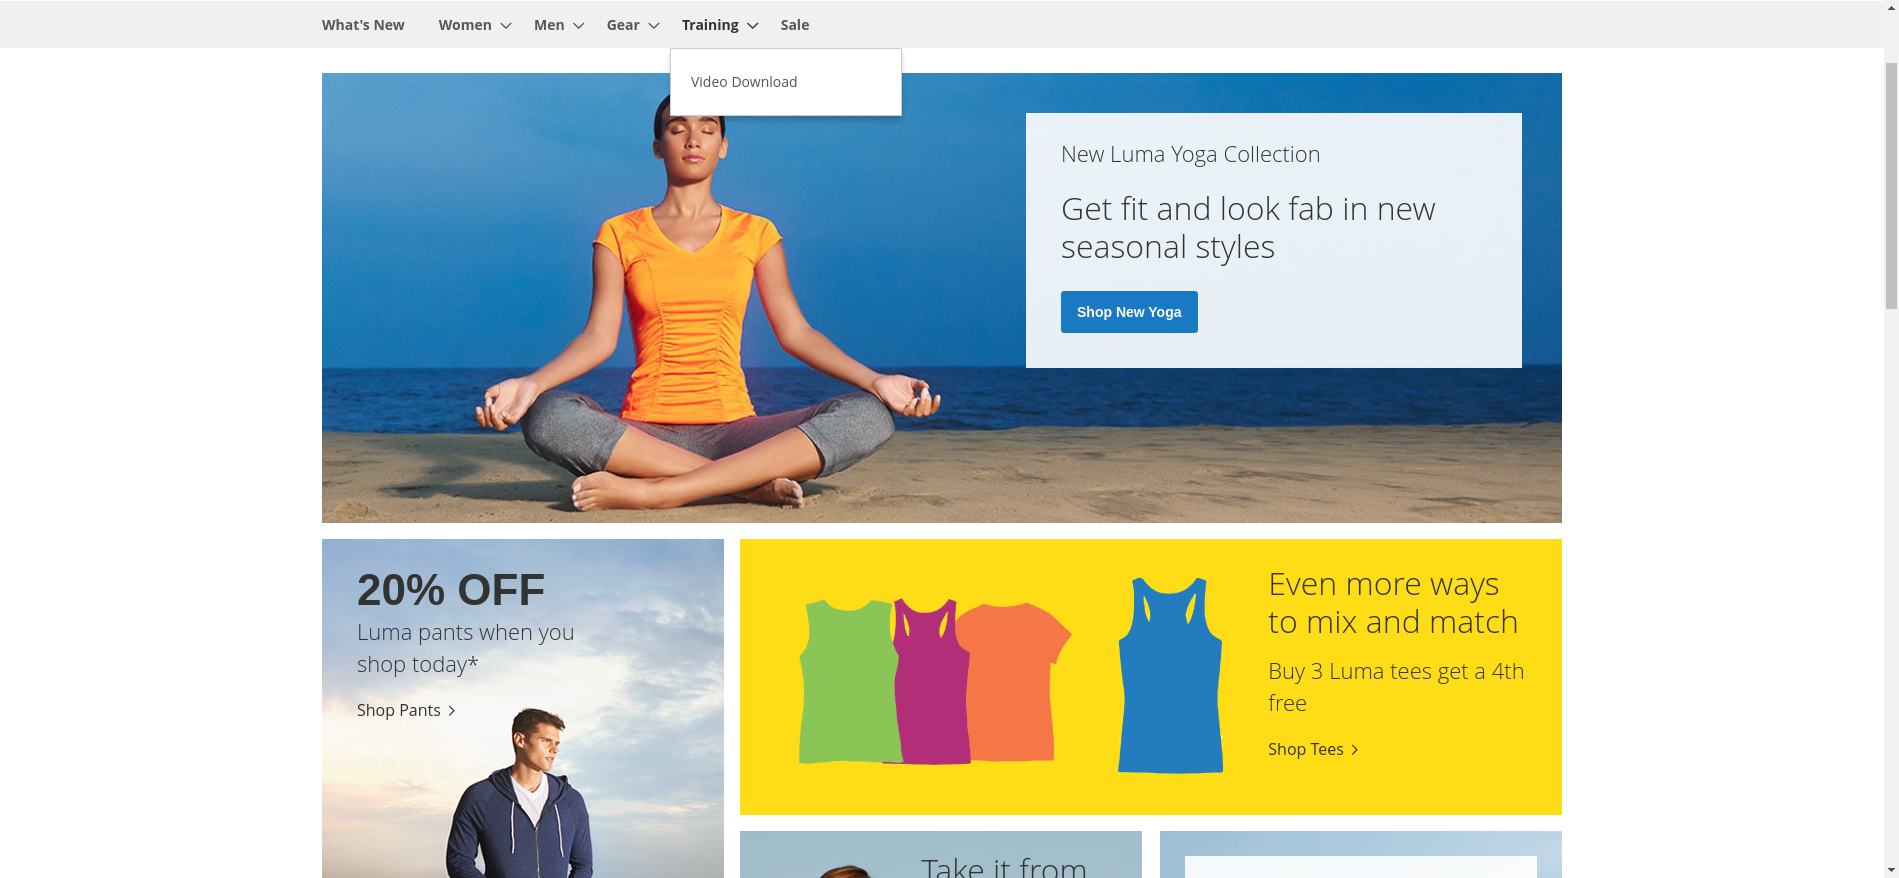 What's New Women Men Gear Training Sale
Video Download
New Luma Yoga Collection
Get fit and look fab in new
seasonal styles
Shop New Yoga
20% OFF
Luma pants when you
shop today*
Shop Pants
Even more ways
to mix and match
Buy 3 Luma tees get a 4th
free
Shop Tees
Take it from